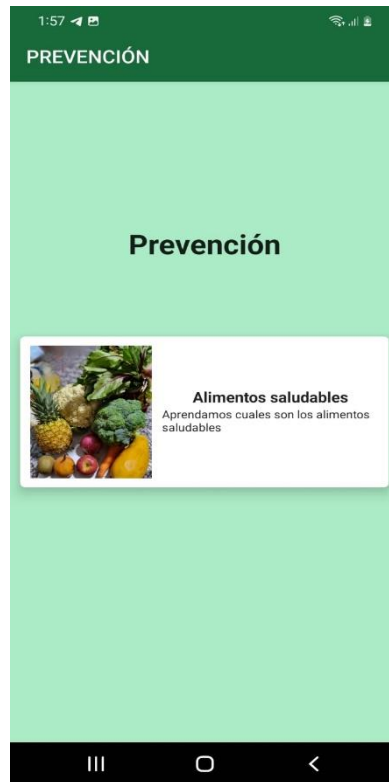 1:57
PREVENCIÓN
Prevención
Alimentos saludables
Aprendamos cuales son los alimentos
saludables